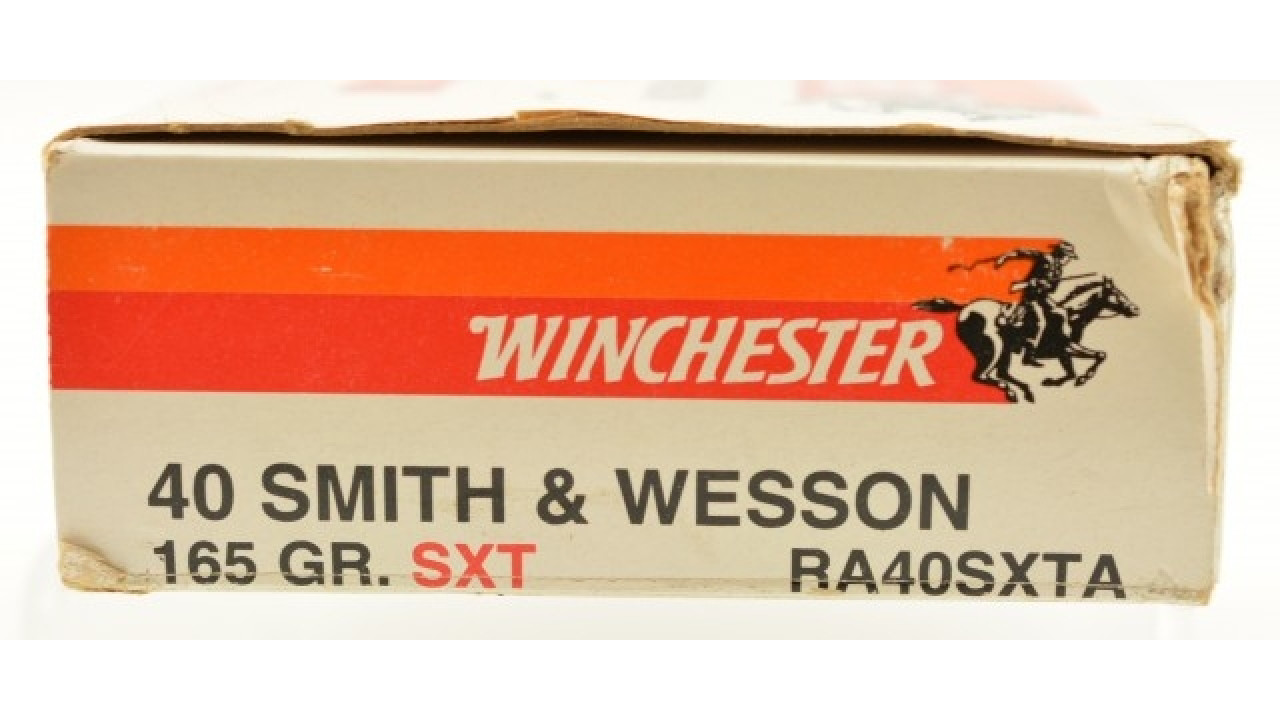 WINCHESTER
40 SMITH & WESSON
165 GR. SXT RA40SXTA